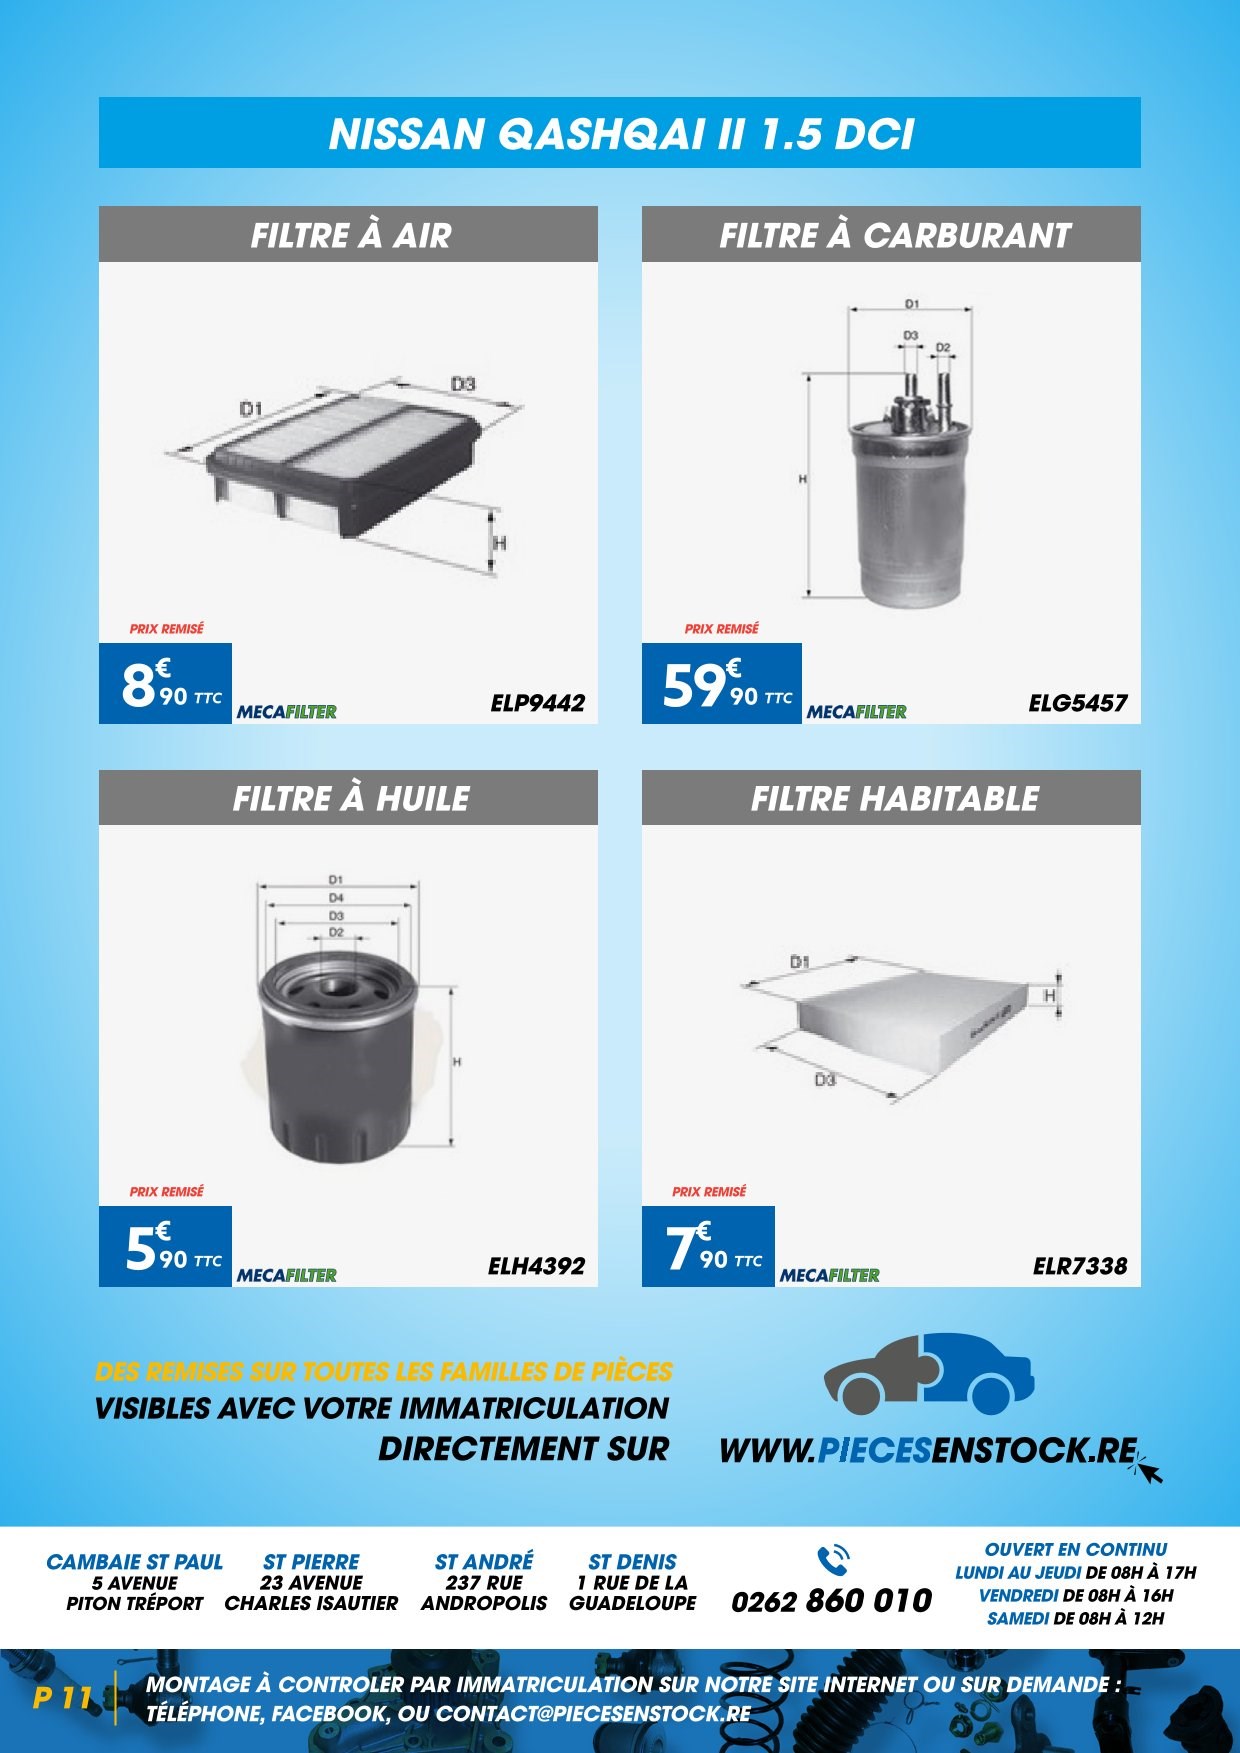 NISSAN QASHQAI II 1.5 DCI
FILTRE À AIR
D1
D3
H
PRIX REMISÉ
8€90 TTC
MECAFILTER
ELP9442
FILTRE À CARBURANT
D1
D3
D2
H
PRIX REMISÉ
59€90 TTC
MECAFILTER
ELG5457
FILTRE À HUILE
D1
D4
D3
D2
H
PRIX REMISÉ
5€90 TTC
MECAFILTER
ELH4392
FILTRE HABITABLE
D1
H
D3
PRIX REMISÉ
7€90 TTC
MECAFILTER
ELR7338
DES REMISES SUR TOUTES LES FAMILLES DE PIÈCES
VISIBLES AVEC VOTRE IMMATRICULATION
DIRECTEMENT SUR
WWW.PIECESENSTOCK.RE
CAMBAIE ST PAUL
5 AVENUE
PITON TRÉPORT
ST PIERRE
23 AVENUE
CHARLES ISAUTIER
ST ANDRÉ
237 RUE
ANDROPOLIS
ST DENIS
1 RUE DE LA
GUADELOUPE
0262 860 010
OUVERT EN CONTINU
LUNDI AU JEUDI DE 08H À 17H
VENDREDI DE 08H À 16H
SAMEDI DE 08H À 12H
P 11
MONTAGE À CONTROLER PAR IMMATRICULATION SUR NOTRE SITE INTERNET OU SUR DEMANDE :
TÉLÉPHONE, FACEBOOK, OU CONTACT@PIECESENSTOCK.RE